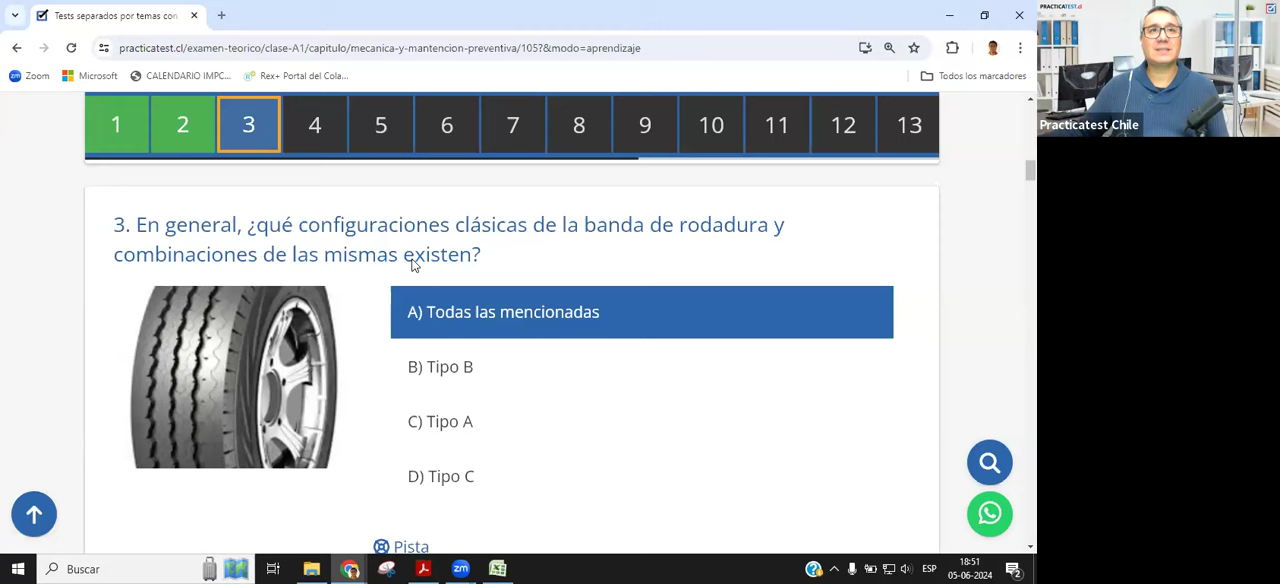 Tests separados por temas con
practicatest.cl/examen-teorico/clase-A1/capitulo/mecanica-y-mantencion-preventiva/105?&modo=aprendizaje
Zoom
Microsoft
CALENDARIO IMPC...
Rex+ Portal del Cola...
Todos los marcadores
PRACTICATEST.cl
Practicatest Chile
1 2 3 4 5 6 7 8 9 10 11 12 13
3. En general, ¿qué configuraciones clásicas de la banda de rodadura y
combinaciones de las mismas existen?
A) Todas las mencionadas
B) Tipo B
C) Tipo A
D) Tipo C
Pista
Buscar
ESP
18:51
05-06-2024
2